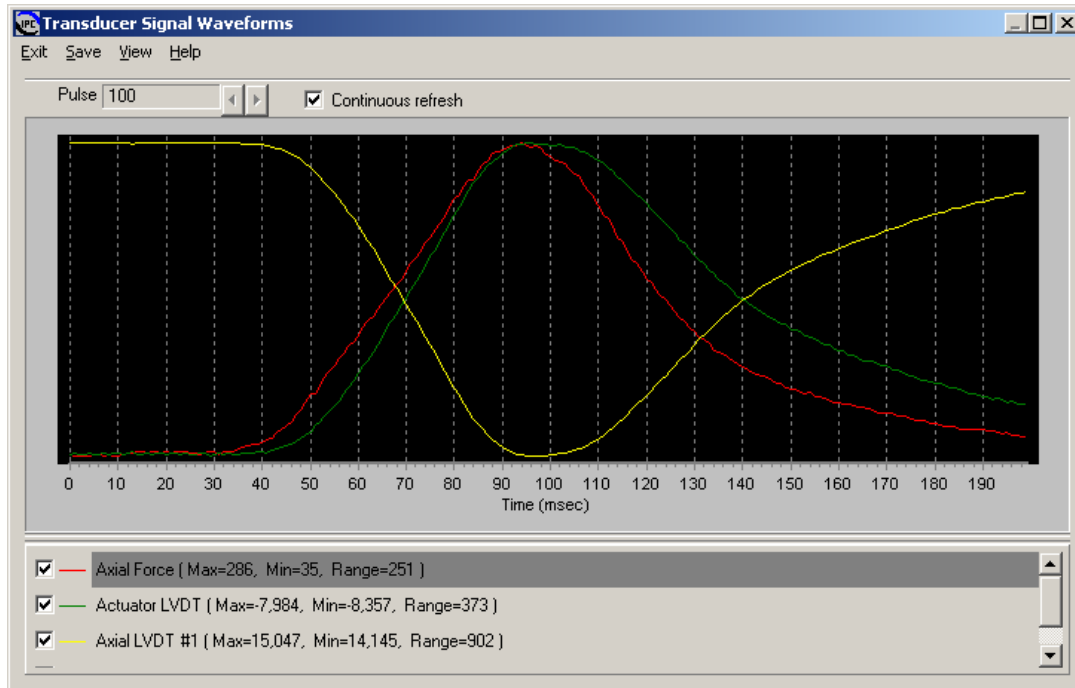 IPC Transducer Signal Waveforms
Exit Save View Help
Pulse 100 Continuous refresh
0 10 20 30 40 50 60 70 80 90 100 110 120 130 140 150 160 170 180 190
Time (msec)
Axial Force ( Max=286, Min=35, Range=251 )
Actuator LVDT ( Max=-7,984, Min=-8,357, Range=373 )
Axial LVDT #1 ( Max=15,047, Min=14,145, Range=902 )